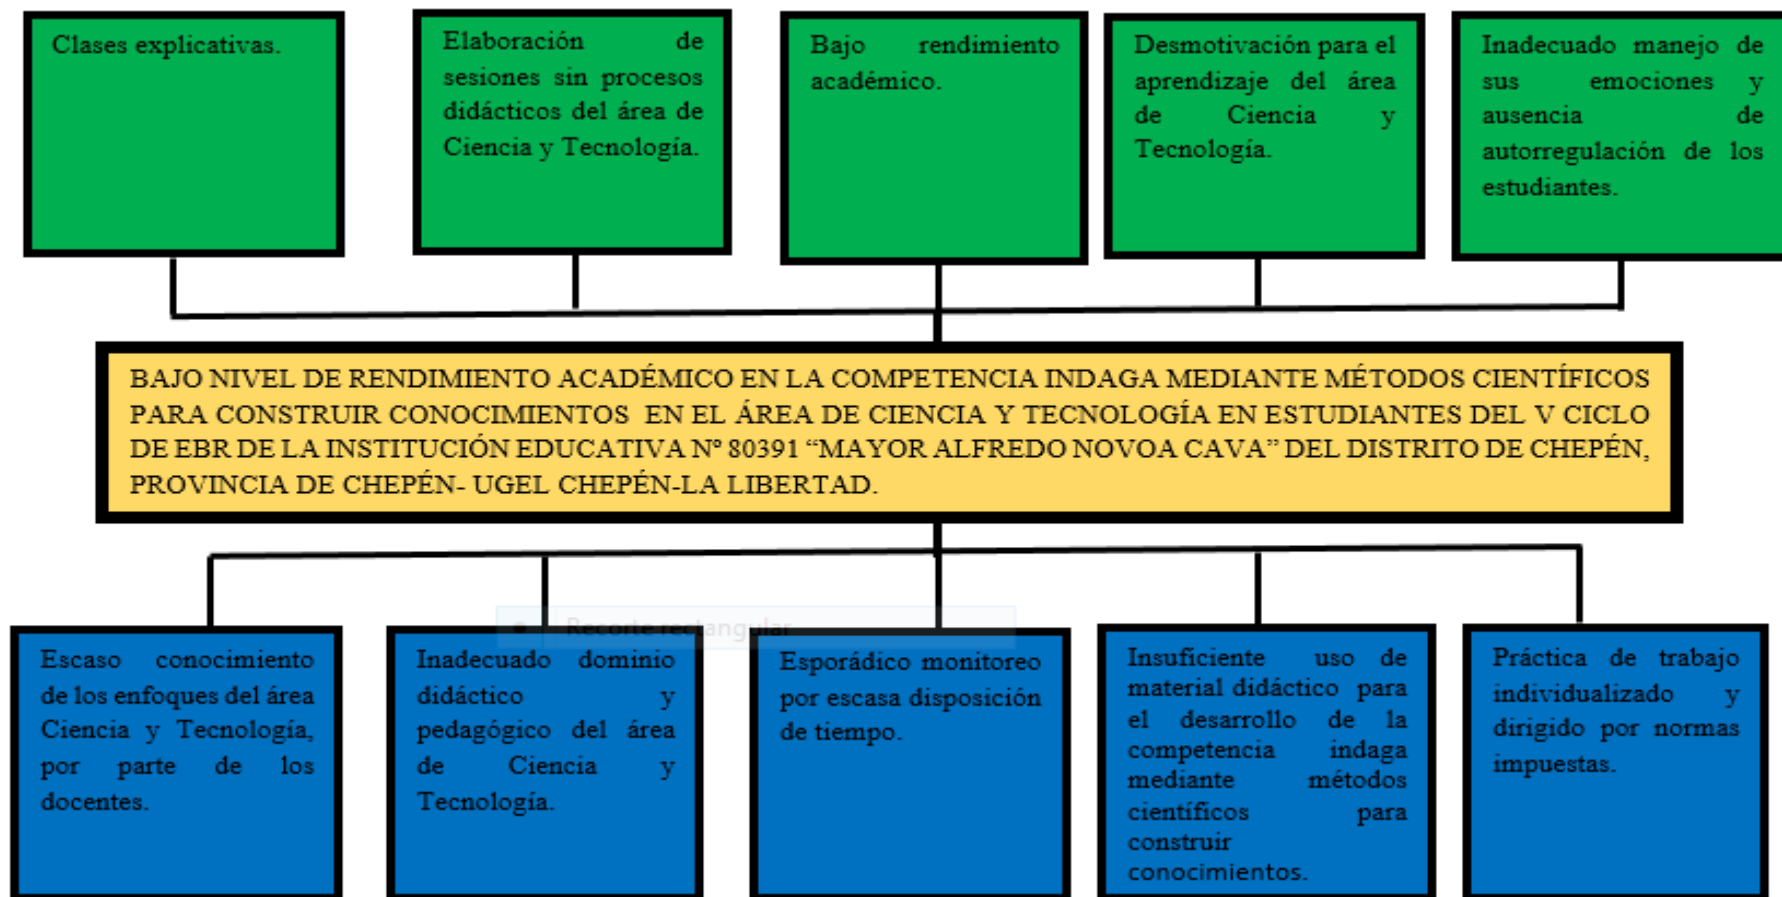 Clases explicativas.
Elaboración de
sesiones sin procesos
didácticos del área de
Ciencia y Tecnología.
Bajo rendimiento
académico.
Desmotivación para el
aprendizaje del área
de Ciencia y
Tecnología.
Inadecuado manejo de
sus emociones y
ausencia de
autorregulación de los
estudiantes.
BAJO NIVEL DE RENDIMIENTO ACADÉMICO EN LA COMPETENCIA INDAGA MEDIANTE MÉTODOS CIENTÍFICOS
PARA CONSTRUIR CONOCIMIENTOS EN EL ÁREA DE CIENCIA Y TECNOLOGÍA EN ESTUDIANTES DEL V CICLO
DE EBR DE LA INSTITUCIÓN EDUCATIVA Nº 80391 “MAYOR ALFREDO NOVOA CAVA” DEL DISTRITO DE CHEPÉN,
PROVINCIA DE CHEPÉN- UGEL CHEPÉN-LA LIBERTAD.
Recorte rectangular
Escaso conocimiento
de los enfoques del área
Ciencia y Tecnología,
por parte de los
docentes.
Inadecuado dominio
didáctico y
pedagógico del área
de Ciencia y
Tecnología.
Esporádico monitoreo
por escasa disposición
de tiempo.
Insuficiente uso de
material didáctico para
el desarrollo de la
competencia indaga
mediante métodos
científicos para
construir
conocimientos.
Práctica de trabajo
individualizado y
dirigido por normas
impuestas.